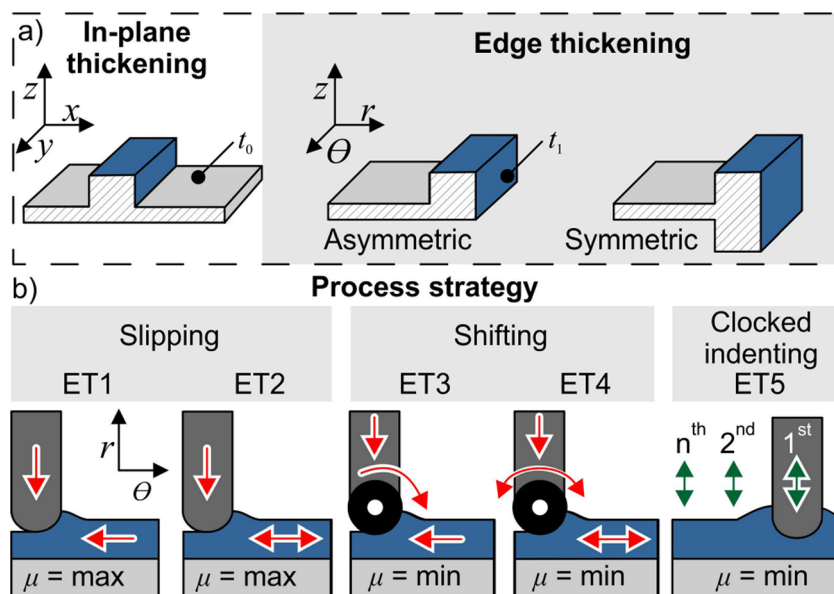 a)
In-plane
thickening
Edge thickening
z
x
y
t0
z
r
Θ
t1
Asymmetric
Symmetric
b)
Process strategy
Slipping
Shifting
Clocked
indenting
ET1
ET2
ET3
ET4
ET5
r
Θ
nth
2nd
1st
μ = max
μ = max
μ = min
μ = min
μ = min